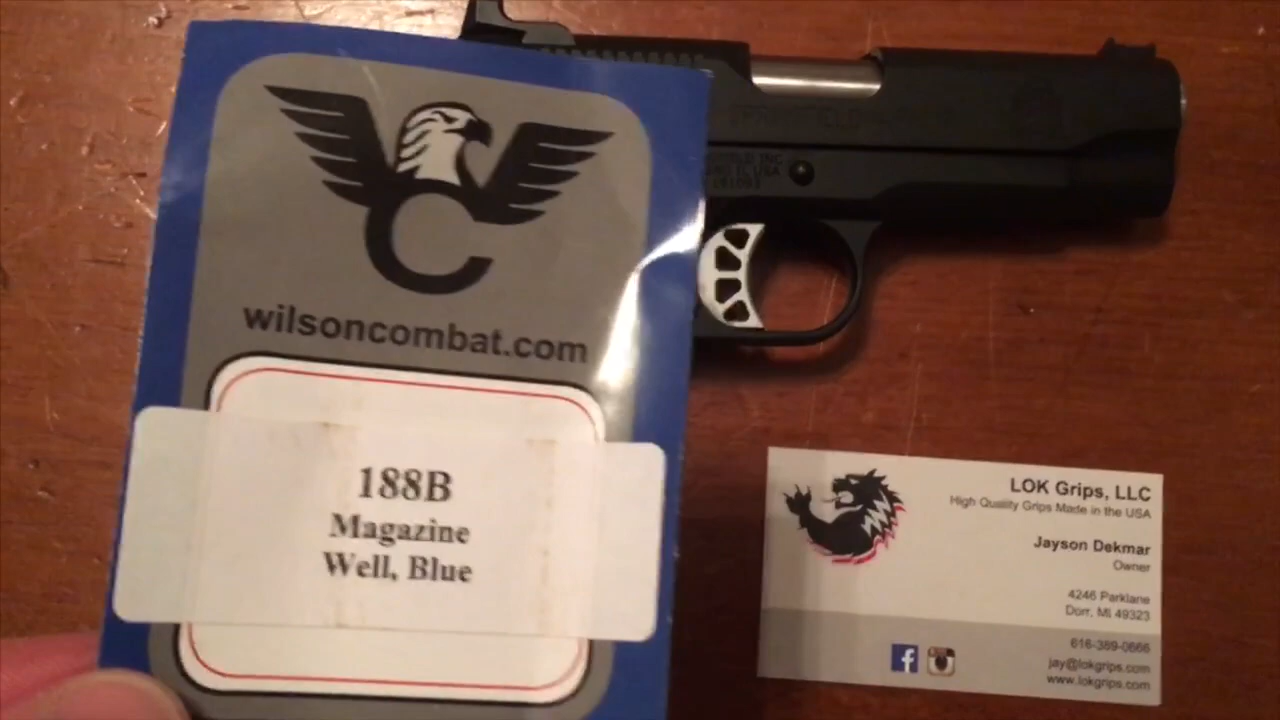 wilsoncombat.com
188B
Magazine
Well, Blue
SPRINGFIELD
LOK Grips, LLC
High Quality Grips Made in the USA
Jayson Dekmar
Owner
4246 Parklane
Dorr, MI 49323
616-389-0666
jay@lokgrips.com
www.lokgrips.com